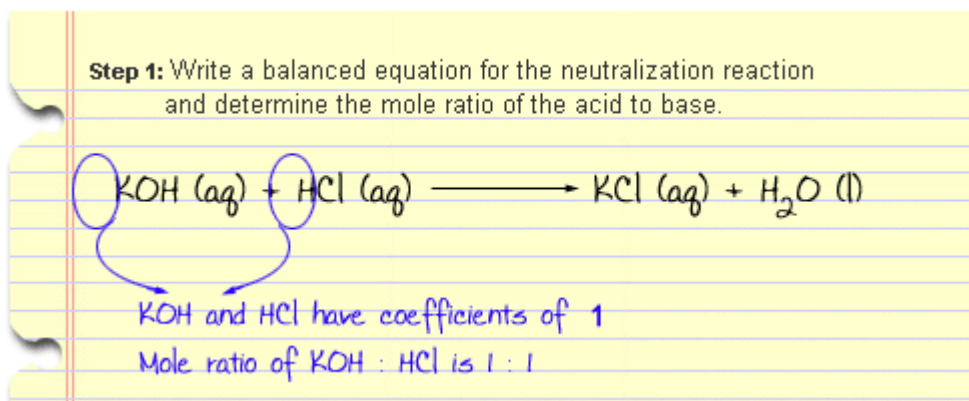 Step 1: Write a balanced equation for the neutralization reaction
and determine the mole ratio of the acid to base.
KOH (aq) + HCl (aq) ⟶ KCl (aq) + H₂O (l)
KOH and HCl have coefficients of 1
Mole ratio of KOH : HCl is 1 : 1